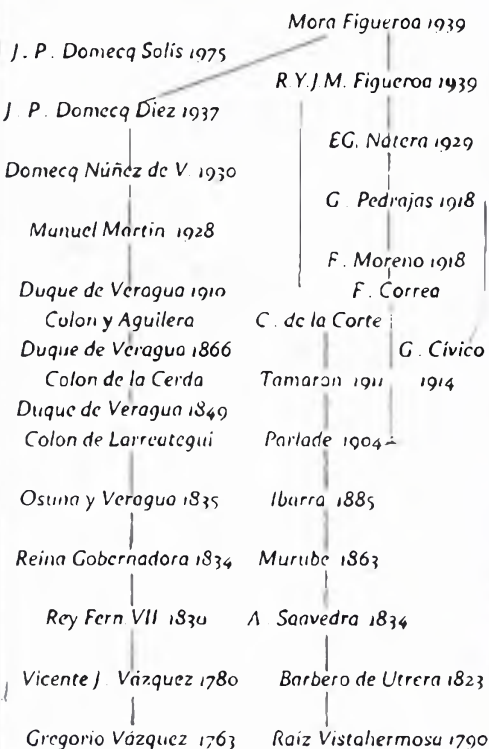 Mora Figueroa 1939
J. P. Domecq Solís 1975
R.Y.J.M. Figueroa 1939
J. P. Domecq Diez 1937
EG. Natera 1929
Domecq Núñez de V. 1930
G. Pedrajas 1918
Manuel Martin 1928
F. Moreno 1918
Duque de Veragua 1910
F. Correa
Colon y Aguilera
C. de la Corte
Duque de Veragua 1866
G. Cívico
Colon de la Cerda
Tamaron 1911
1914
Duque de Veragua 1849
Colon de Larreategui
Parlade 1904
Osuna y Veragua 1835
Ibarra 1885
Reina Gobernadora 1834
Murube 1863
Rey Fern VII 1830
A. Saavedra 1834
Vicente J. Vázquez 1780
Barbero de Utrera 1823
Gregorio Vázquez 1763
Raíz Vistahermosa 1790